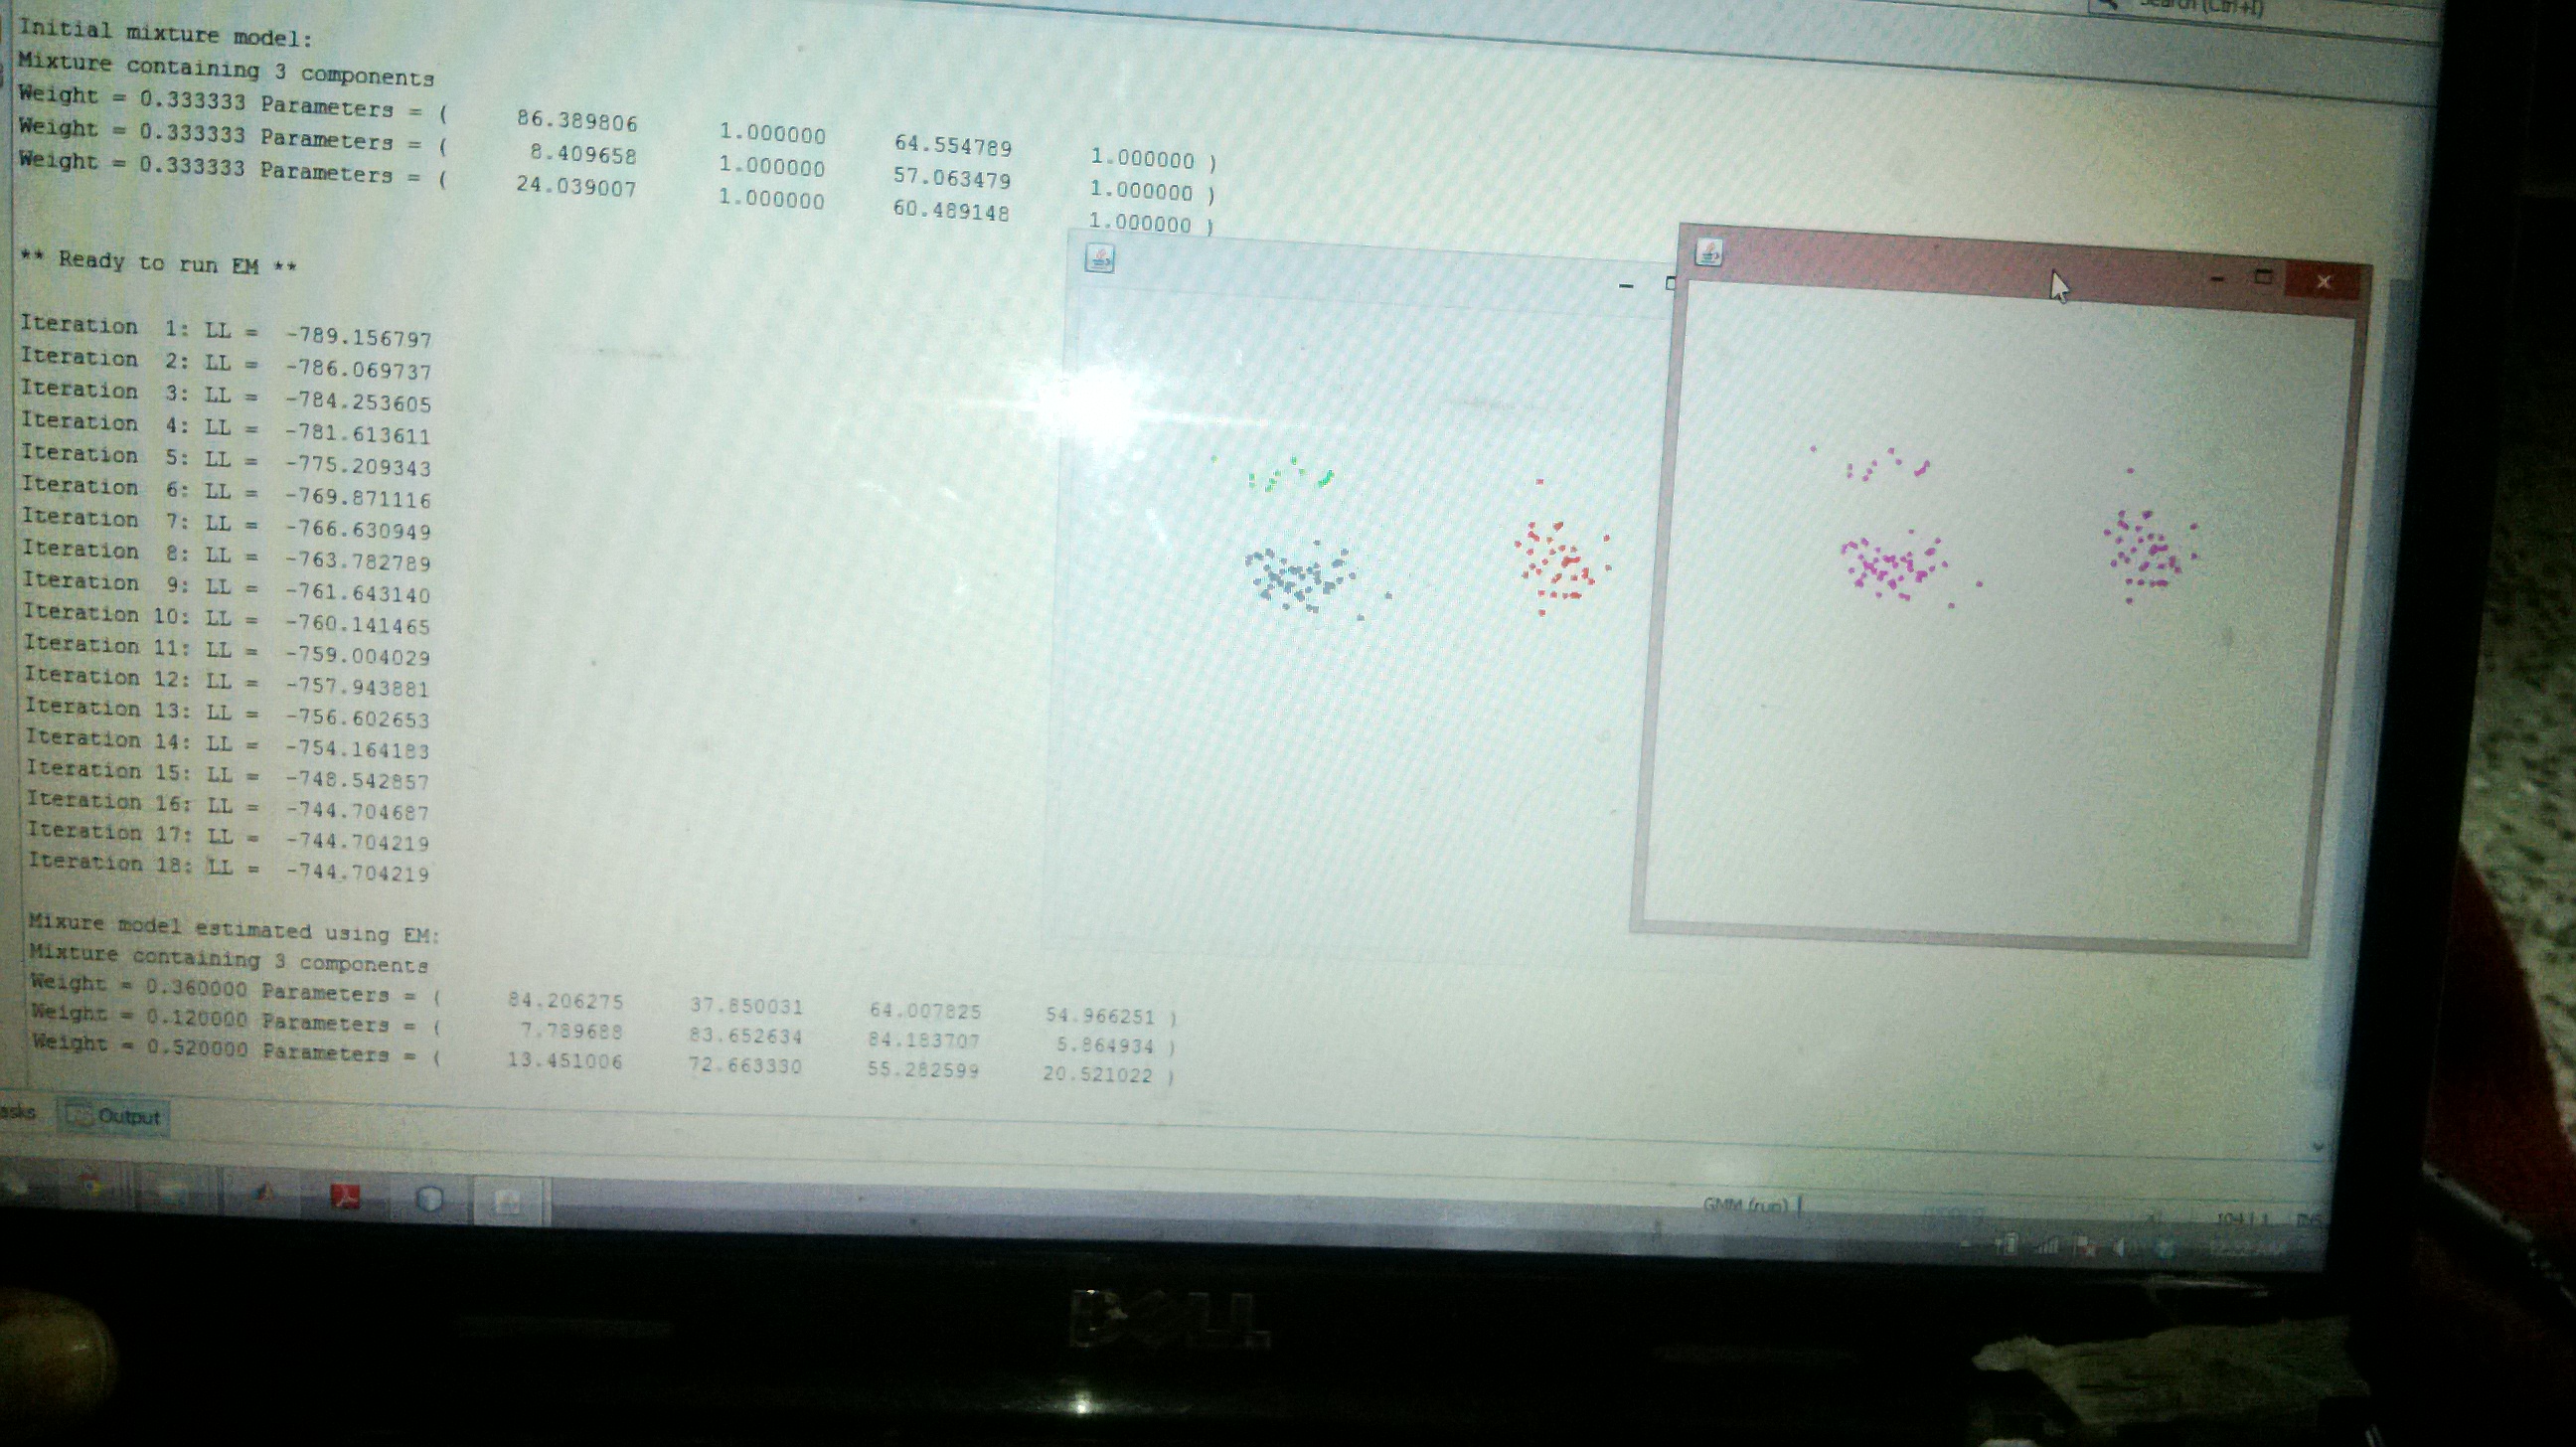 Search (Ctrl+I)
Initial mixture model:
Mixture containing 3 components
Weight = 0.333333 Parameters = ( 86.389806 1.000000 64.554789 1.000000 )
Weight = 0.333333 Parameters = ( 8.409658 1.000000 57.063479 1.000000 )
Weight = 0.333333 Parameters = ( 24.039007 1.000000 60.489148 1.000000 )
** Ready to run EM **
Iteration 1: LL = -789.156797
Iteration 2: LL = -786.069737
Iteration 3: LL = -784.253605
Iteration 4: LL = -781.613611
Iteration 5: LL = -775.209343
Iteration 6: LL = -769.871116
Iteration 7: LL = -766.630949
Iteration 8: LL = -763.782789
Iteration 9: LL = -761.643140
Iteration 10: LL = -760.141465
Iteration 11: LL = -759.004029
Iteration 12: LL = -757.943881
Iteration 13: LL = -756.602653
Iteration 14: LL = -754.164183
Iteration 15: LL = -748.542857
Iteration 16: LL = -744.704687
Iteration 17: LL = -744.704219
Iteration 18: LL = -744.704219
Mixure model estimated using EM:
Mixture containing 3 components
Weight = 0.360000 Parameters = ( 84.206275 37.850031 64.007825 54.966251 )
Weight = 0.120000 Parameters = ( 7.789688 83.652634 84.183707 5.864934 )
Weight = 0.520000 Parameters = ( 13.451006 72.663330 55.282599 20.521022 )
asks Output
GMM (run)
DELL